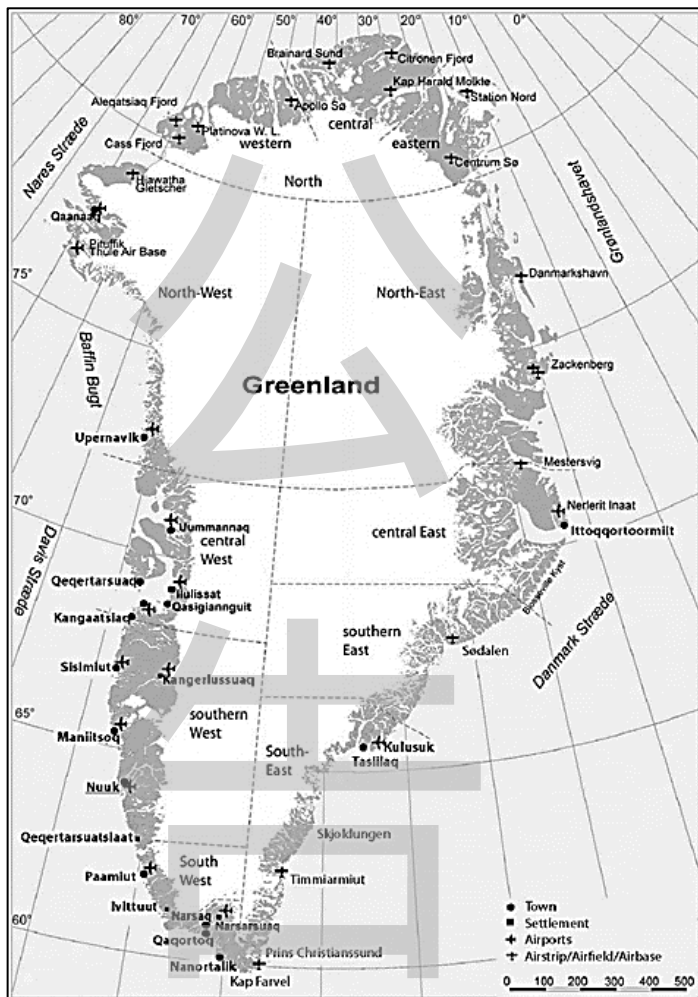 80° 70° 60° 50° 40° 30° 20° 10° 0°
Brainard Sund
Citronen Fjord
Kap Harald Moltke
Station Nord
Aleqatsiaq Fjord
Apollo Sø
Platinova W. L.
central
Cass Fjord
western
eastern
Centrum Sø
Nares Stræde
North
Hiawatha
Gletscher
Qaanaaq
Grønlandshavet
Pituffik
Thule Air Base
75°
North-West
North-East
Danmarkshavn
Baffin Bugt
Zackenberg
Greenland
Upernavik
Mestersvig
70°
Nerlerit Inaat
Uummannaq
Ittoqqortoormiit
central
West
central East
Davis Stræde
Qeqertarsuaq
Ilulissat
Qasigiannguit
Kangaatsiaq
southern
East
Danmark Stræde
Sisimiut
Kangerlussuaq
Sødalen
65°
southern
West
Maniitsoq
Kulusuk
South-
East
Tasiilaq
Nuuk
Qeqertarsuatsiaat
Skjoldungen
South
West
Paamiut
Timmiarmiut
Ivittuut
Narsaq
60°
Narsarsuaq
Qaqortoq
Prins Christianssund
Nanortalik
Kap Farvel
Town
Settlement
Airports
Airstrip/Airfield/Airbase
0 100 200 300 400 500
公告